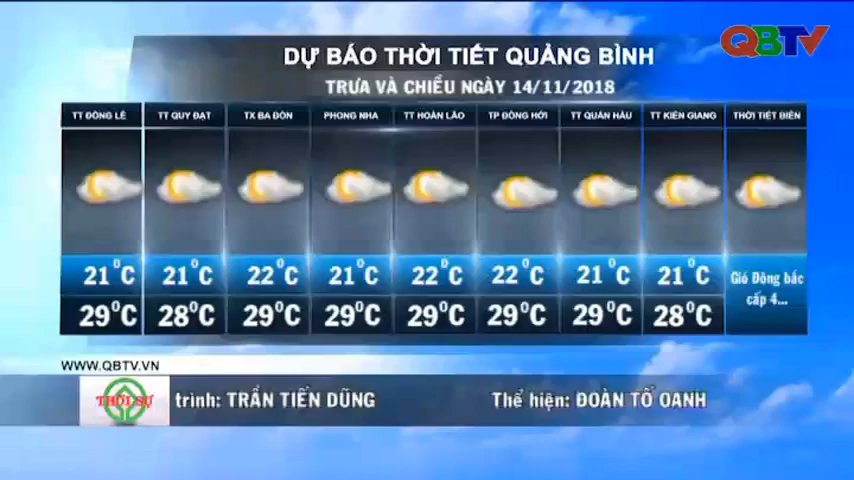 QBTV
DỰ BÁO THỜI TIẾT QUẢNG BÌNH
TRƯA VÀ CHIỀU NGÀY 14/11/2018
TT ĐỒNG LÊ TT QUY ĐẠT TX BA ĐỒN PHONG NHA TT HOÀN LÃO TP ĐỒNG HỚI TT QUÁN HÀU TT KIẾN GIANG THỜI TIẾT BIỂN
21°C 21°C 22°C 21°C 22°C 22°C 21°C 21°C Gió Đông bắc
cấp 4...
29°C 28°C 29°C 29°C 29°C 29°C 29°C 28°C
WWW.QBTV.VN
THỜI SỰ trình: TRẦN TIẾN DŨNG Thể hiện: ĐOÀN TỐ OANH